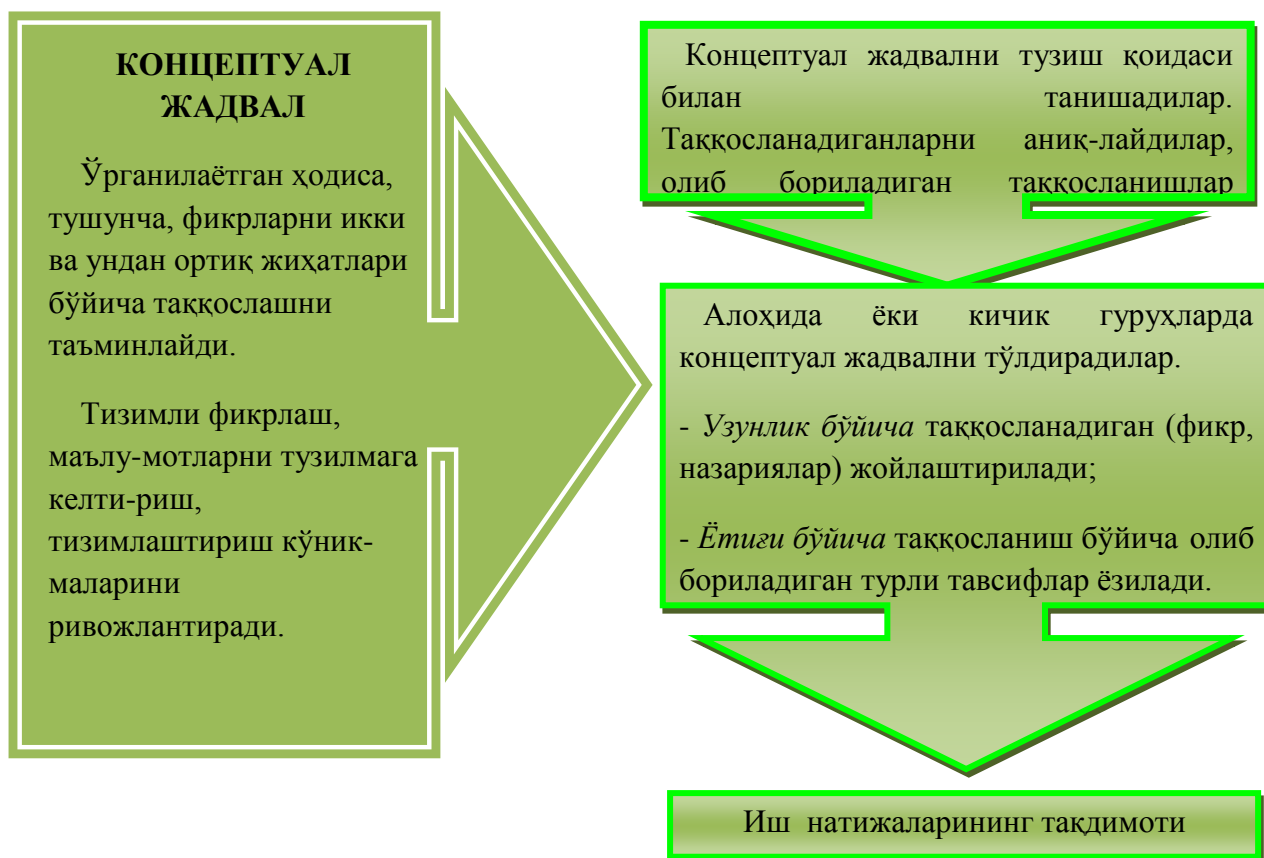 КОНЦЕПТУАЛ
ЖАДВАЛ
Ўрганилаётган ҳодиса,
тушунча, фикрларни икки
ва ундан ортиқ жиҳатлари
бўйича таққослашни
таъминлайди.
Тизимли фикрлаш,
маълу-мотларни тузилмага
келти-риш,
тизимлаштириш кўник-
маларини
ривожлантиради.
Концептуал жадвални тузиш қоидаси
билан танишадилар.
Таққосланадиганларни аниқ-лайдилар,
олиб бориладиган таққосланишлар
Алоҳида ёки кичик гуруҳларда
концептуал жадвални тўлдирадилар.
- Узунлик бўйича таққосланадиган (фикр,
назариялар) жойлаштирилади;
- Ётиғи бўйича таққосланиш бўйича олиб
бориладиган турли тавсифлар ёзилади.
Иш натижаларининг тақдимоти